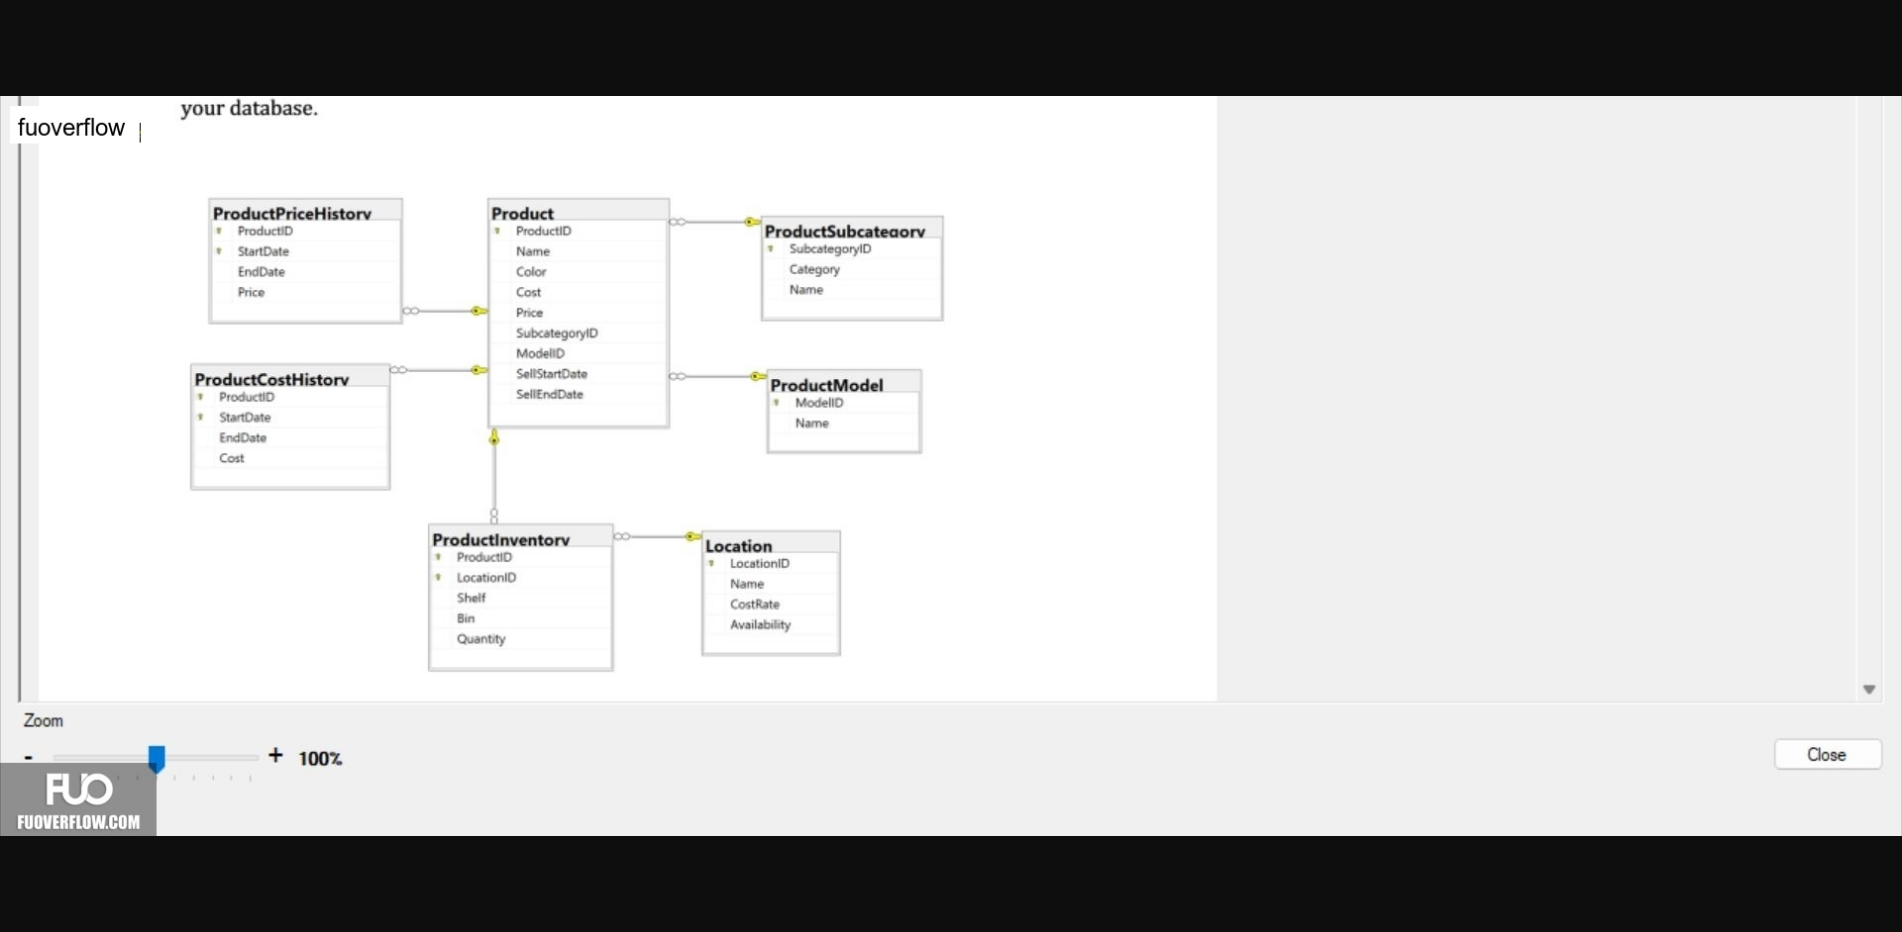 your database.
fuoverflow
ProductPriceHistory
ProductID
StartDate
EndDate
Price
Product
ProductID
Name
Color
Cost
Price
SubcategoryID
ModelID
SellStartDate
SellEndDate
ProductSubcategory
SubcategoryID
Category
Name
ProductCostHistory
ProductID
StartDate
EndDate
Cost
ProductModel
ModelID
Name
ProductInventory
ProductID
LocationID
Shelf
Bin
Quantity
Location
LocationID
Name
CostRate
Availability
Zoom
- + 100%
Close
FUO
FUOVERFLOW.COM